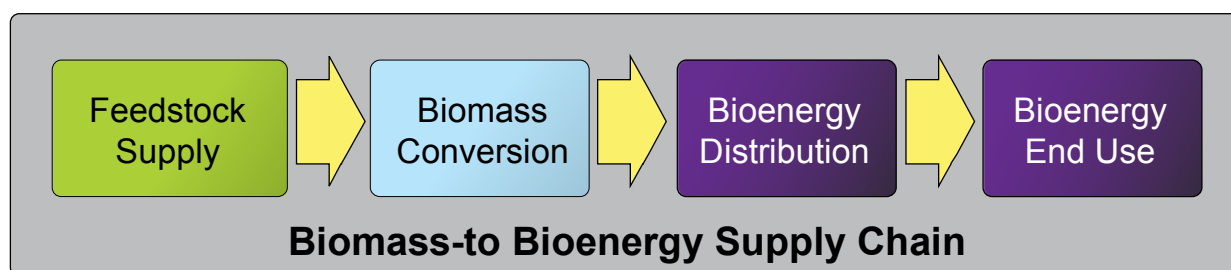 Feedstock
Supply
Biomass
Conversion
Bioenergy
Distribution
Bioenergy
End Use
Biomass-to Bioenergy Supply Chain